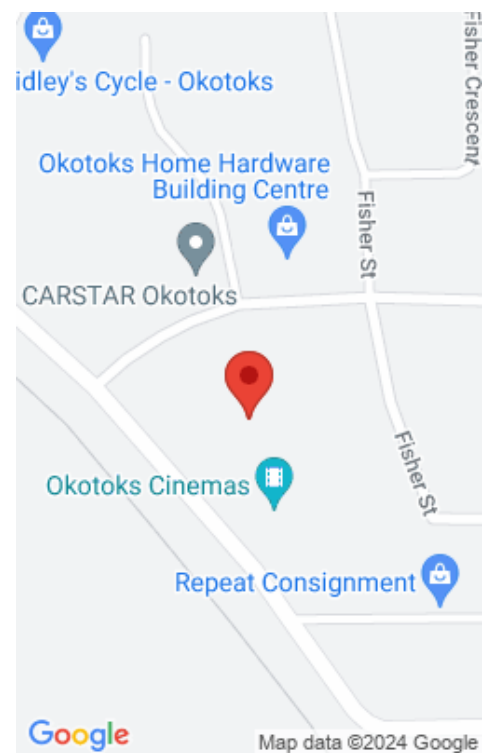 idley's Cycle - Okotoks
Fisher Crescent
Okotoks Home Hardware
Building Centre
Fisher St
CARSTAR Okotoks
Fisher St
Okotoks Cinemas
Repeat Consignment
Google
Map data ©2024 Google